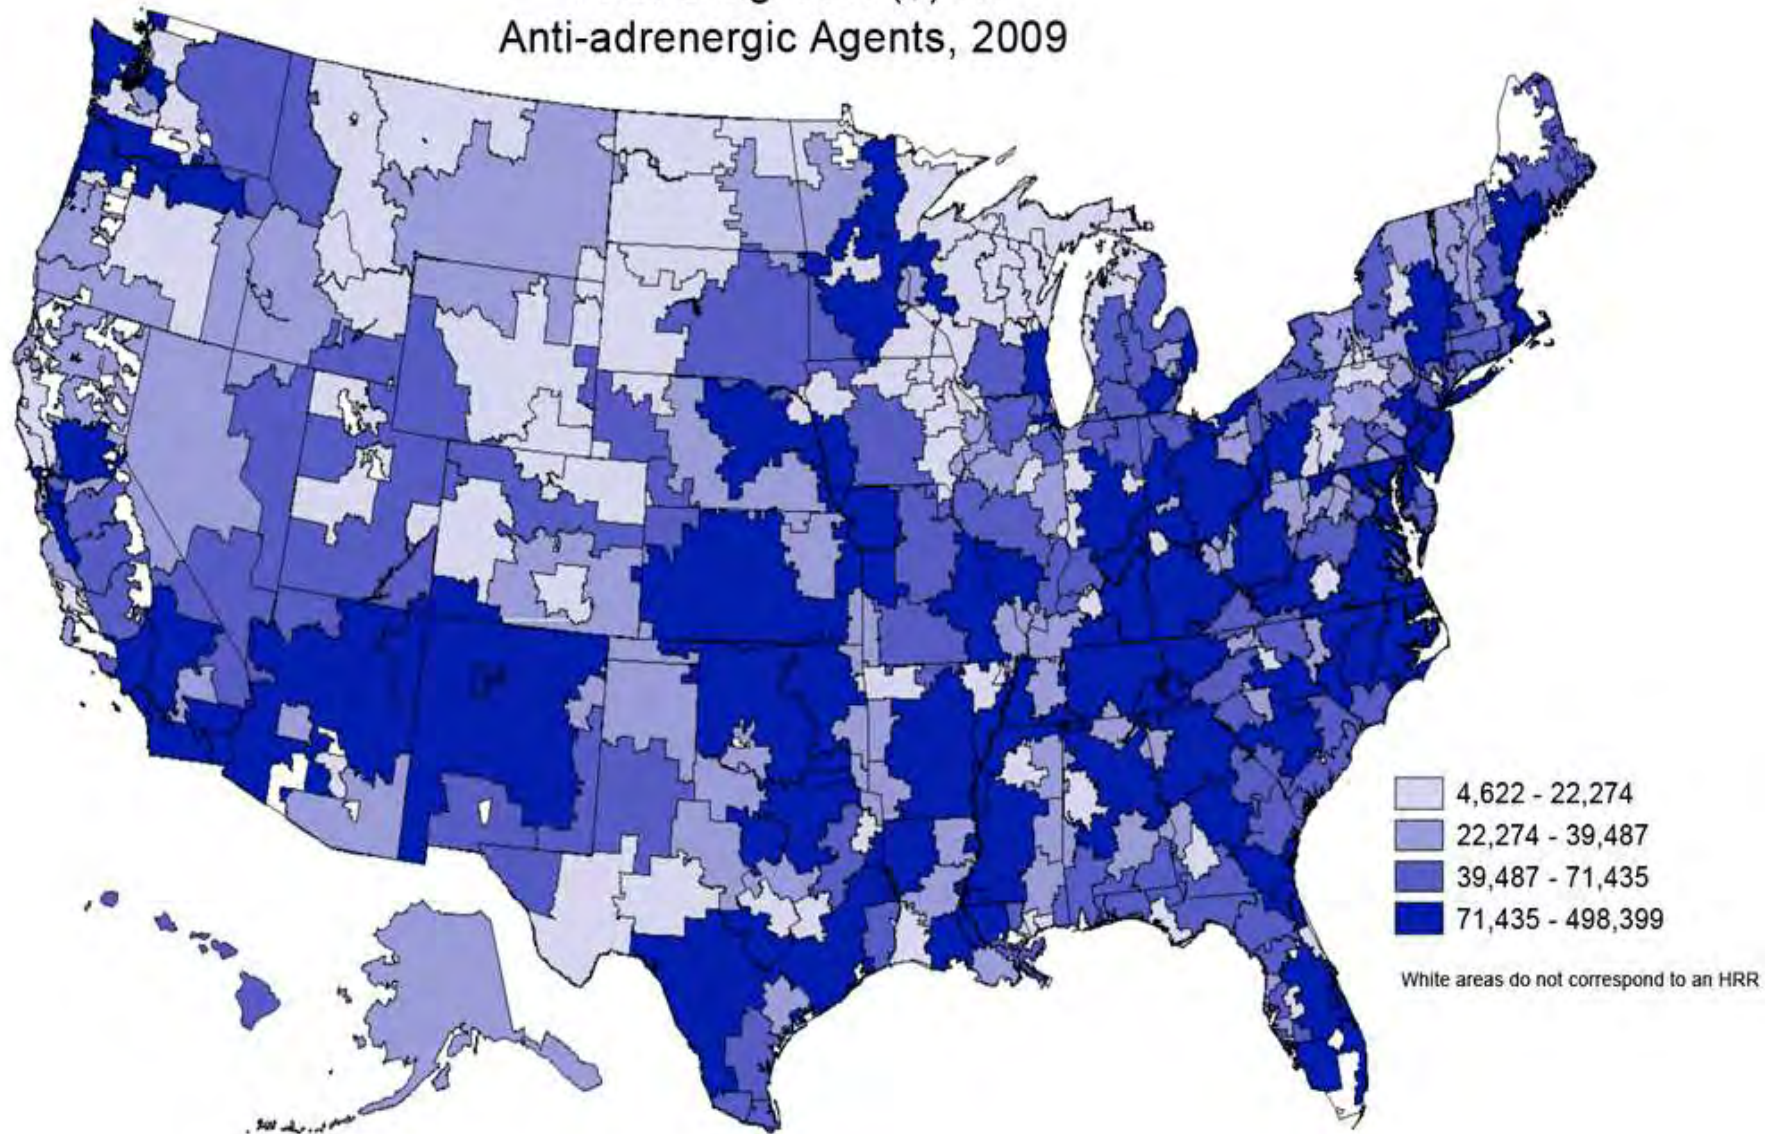 Anti-adrenergic Agents, 2009
4,622 - 22,274
22,274 - 39,487
39,487 - 71,435
71,435 - 498,399
White areas do not correspond to an HRR